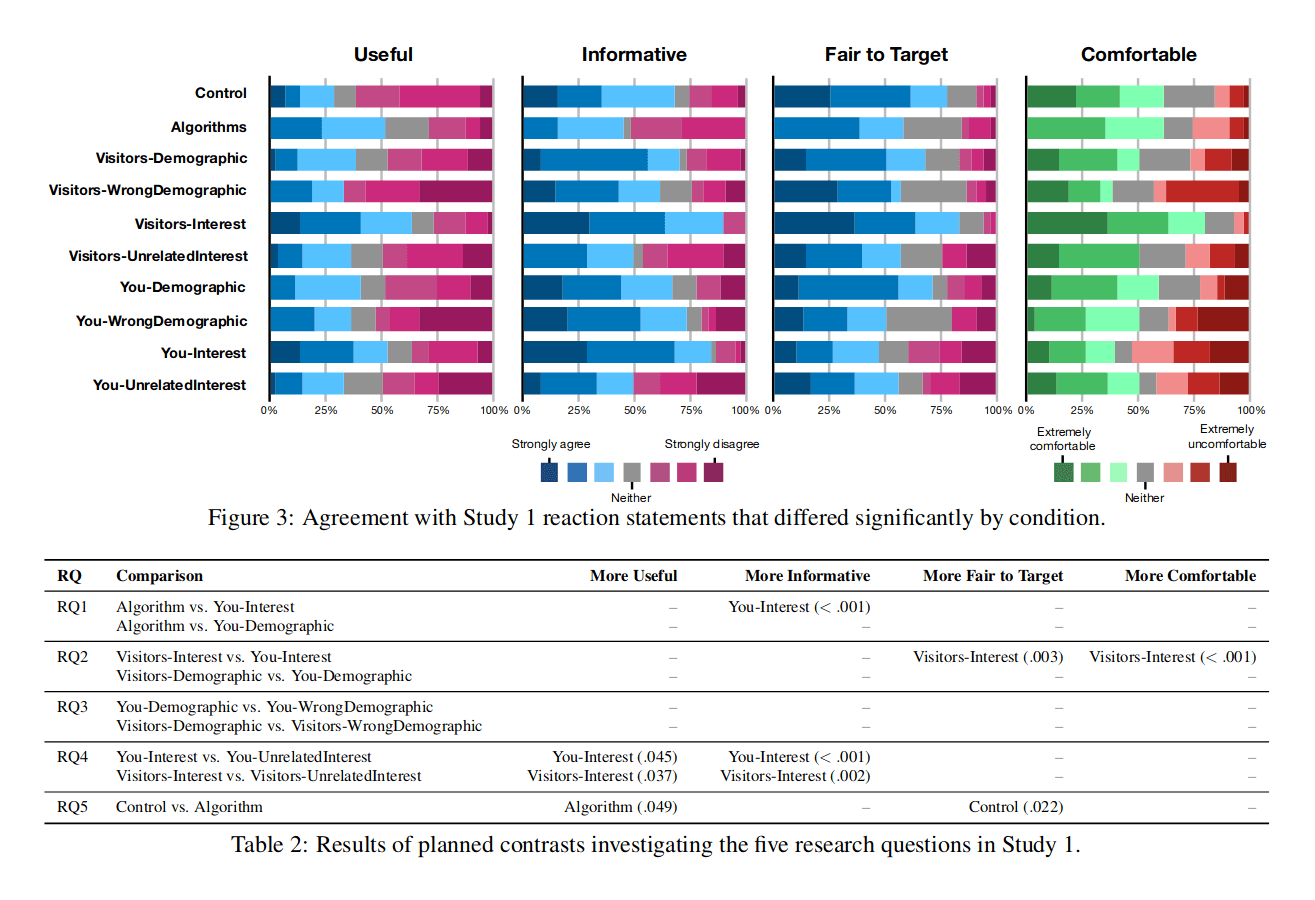 Useful Informative Fair to Target Comfortable
Control
Algorithms
Visitors-Demographic
Visitors-WrongDemographic
Visitors-Interest
Visitors-UnrelatedInterest
You-Demographic
You-WrongDemographic
You-Interest
You-UnrelatedInterest
0% 25% 50% 75% 100% 0% 25% 50% 75% 100% 0% 25% 50% 75% 100% 0% 25% 50% 75% 100%
Strongly agree Strongly disagree
Neither
Extremely comfortable Extremely uncomfortable
Neither
Figure 3: Agreement with Study 1 reaction statements that differed significantly by condition.
RQ Comparison More Useful More Informative More Fair to Target More Comfortable
RQ1 Algorithm vs. You-Interest – You-Interest (< .001) – –
Algorithm vs. You-Demographic – – – –
RQ2 Visitors-Interest vs. You-Interest – – Visitors-Interest (.003) Visitors-Interest (< .001)
Visitors-Demographic vs. You-Demographic – – – –
RQ3 You-Demographic vs. You-WrongDemographic – – – –
Visitors-Demographic vs. Visitors-WrongDemographic – – – –
RQ4 You-Interest vs. You-UnrelatedInterest You-Interest (.045) You-Interest (< .001) – –
Visitors-Interest vs. Visitors-UnrelatedInterest Visitors-Interest (.037) Visitors-Interest (.002) – –
RQ5 Control vs. Algorithm Algorithm (.049) – Control (.022) –
Table 2: Results of planned contrasts investigating the five research questions in Study 1.